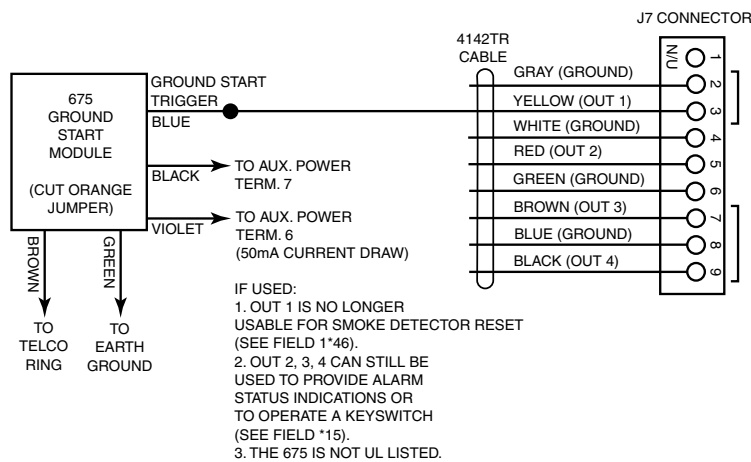 J7 CONNECTOR
4142TR
CABLE
N/U
1
2
3
4
5
6
7
8
9
GRAY (GROUND)
YELLOW (OUT 1)
WHITE (GROUND)
RED (OUT 2)
GREEN (GROUND)
BROWN (OUT 3)
BLUE (GROUND)
BLACK (OUT 4)
675
GROUND
START
MODULE
(CUT ORANGE
JUMPER)
GROUND START
TRIGGER
BLUE
BLACK
TO AUX. POWER
TERM. 7
VIOLET
TO AUX. POWER
TERM. 6
(50mA CURRENT DRAW)
BROWN
GREEN
TO
TELCO
RING
TO
EARTH
GROUND
IF USED:
1. OUT 1 IS NO LONGER
USABLE FOR SMOKE DETECTOR RESET
(SEE FIELD 1*46).
2. OUT 2, 3, 4 CAN STILL BE
USED TO PROVIDE ALARM
STATUS INDICATIONS OR
TO OPERATE A KEYSWITCH
(SEE FIELD *15).
3. THE 675 IS NOT UL LISTED.